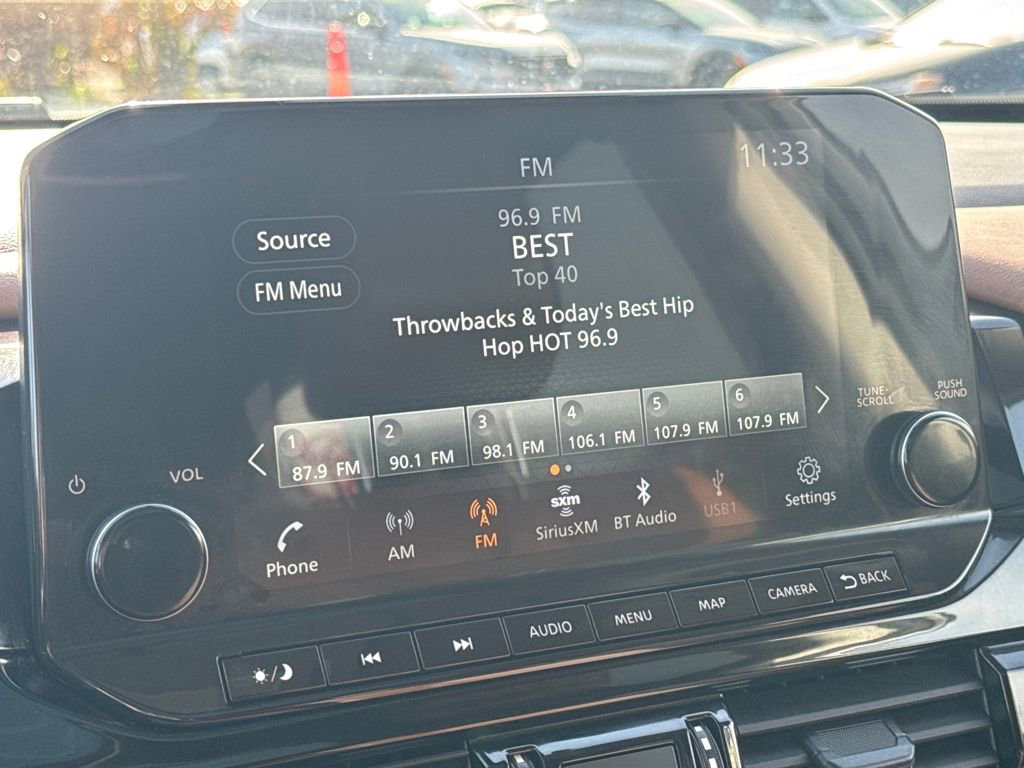 FM
11:33
Source
FM Menu
96.9 FM
BEST
Top 40
Throwbacks & Today's Best Hip
Hop HOT 96.9
1
87.9 FM
2
90.1 FM
3
98.1 FM
4
106.1 FM
5
107.9 FM
6
107.9 FM
TUNE·
SCROLL
PUSH
SOUND
VOL
Phone
AM
FM
sxm
SiriusXM
BT Audio
USB1
Settings
AUDIO
MENU
MAP
CAMERA
BACK